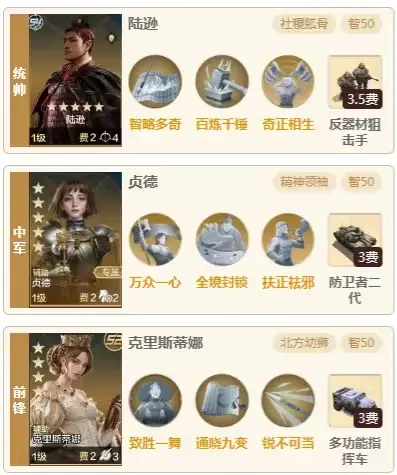 统帅
S4
陆逊
1级
费2
4
陆逊
社稷肱骨
智50
智略多奇
百炼千锤
奇正相生
3.5费
反器材狙
击手
中军
辅助
贞德
专属
1级
费2
2
贞德
精神领袖
智50
万众一心
全境封锁
扶正祛邪
3费
防卫者二
代
前锋
S2
辅助
克里斯蒂娜
1级
费2
3
克里斯蒂娜
北方幼狮
智50
致胜一舞
通晓九变
锐不可当
3费
多功能指
挥车